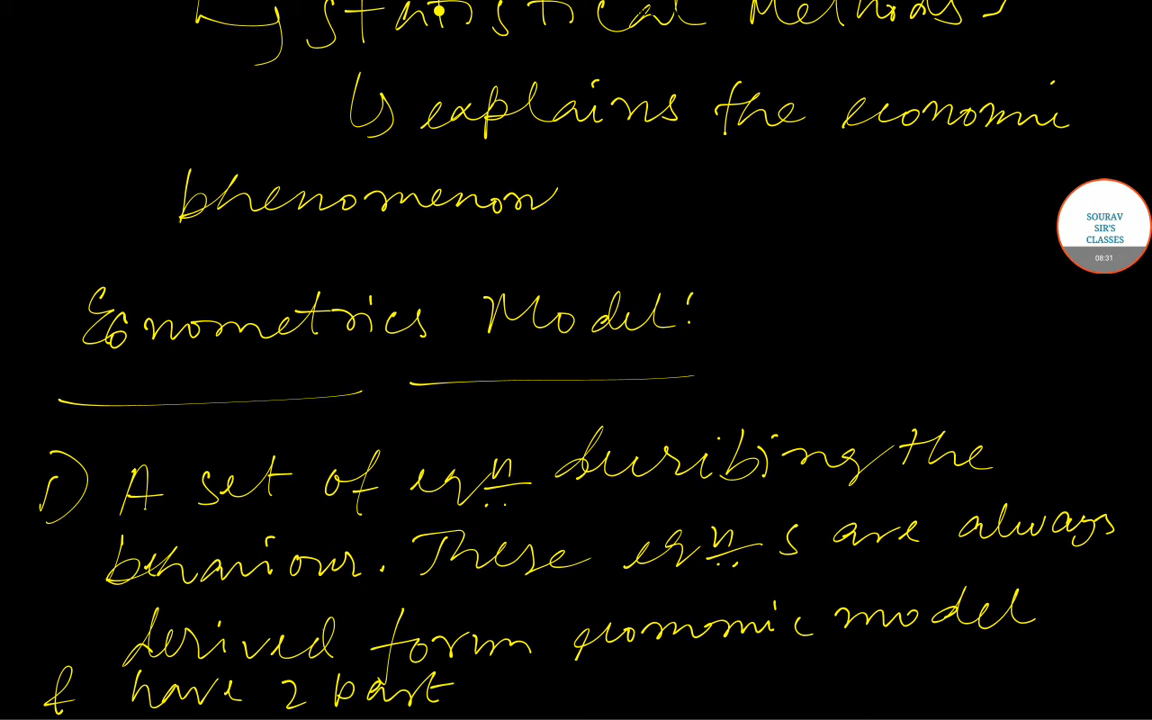 ↳ Statistical Methods
↳ explains the economic
phenomenon
SOURAV
SIR'S
CLASSES
08:31
Econometrics Model:
1) A set of eqn describing the
behaviour. These eqn s are always
derived form economic model
& have 2 part